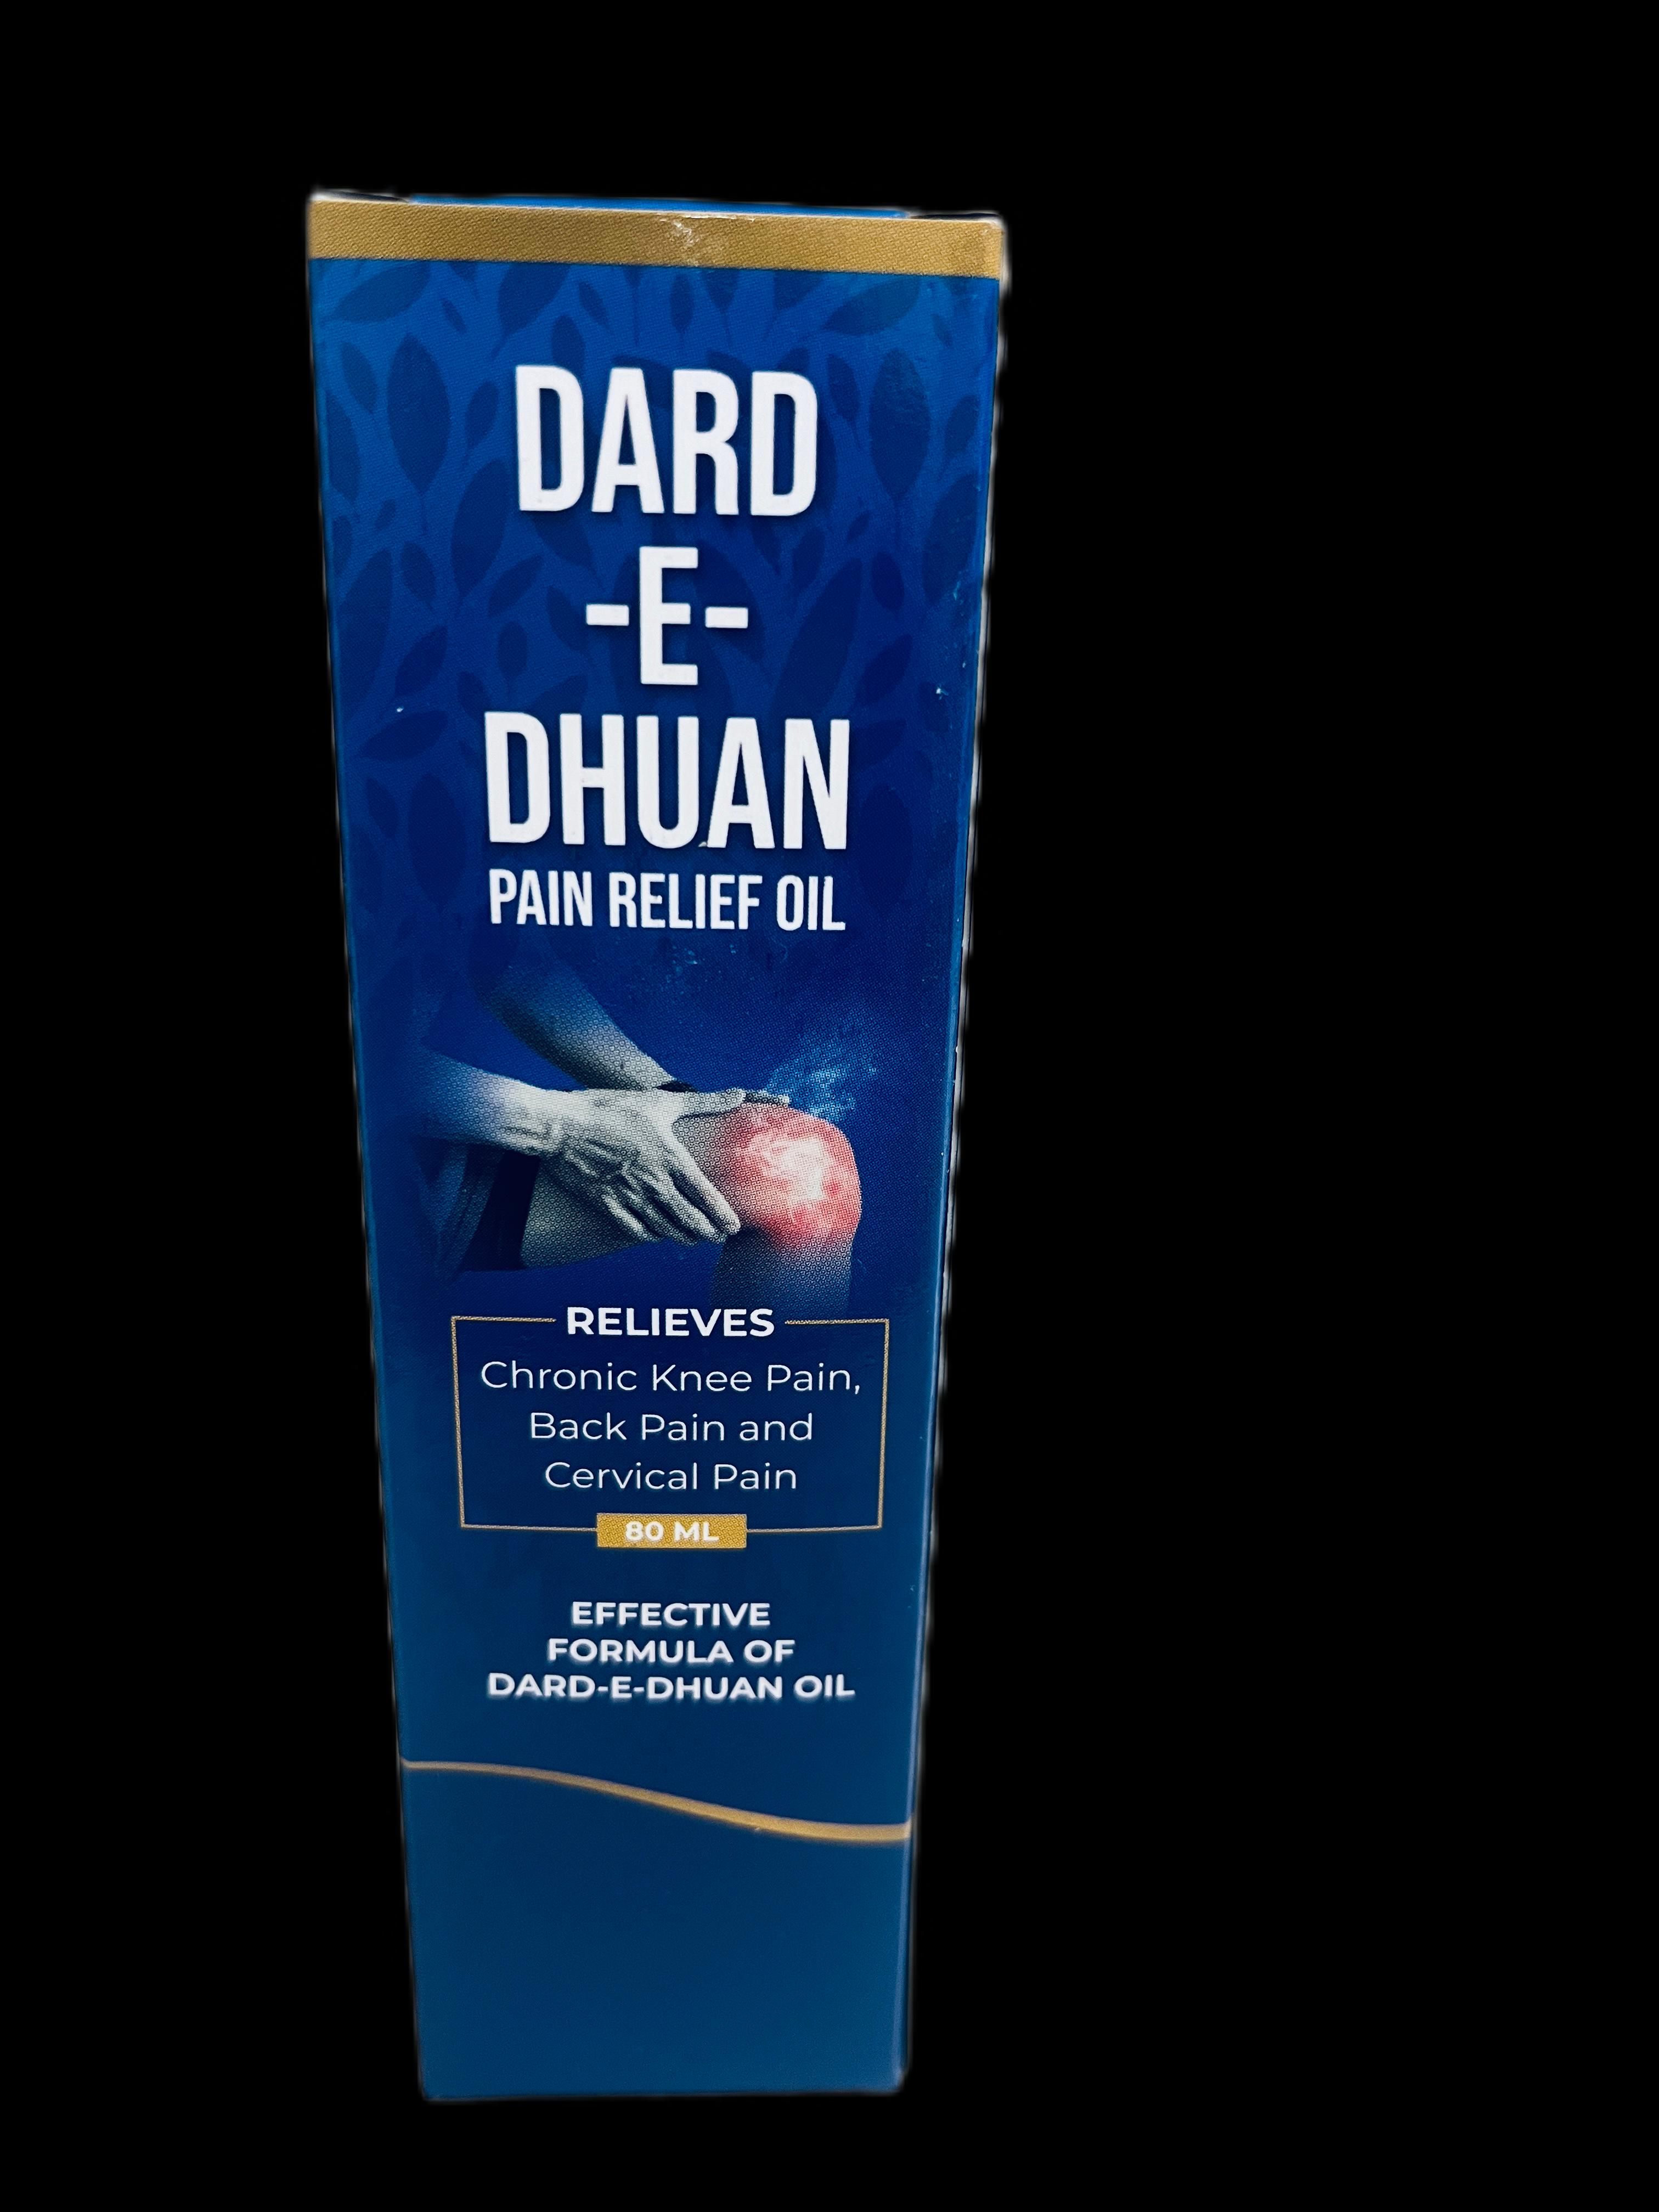 DARD
-E-
DHUAN
PAIN RELIEF OIL
RELIEVES
Chronic Knee Pain,
Back Pain and
Cervical Pain
80 ML
EFFECTIVE
FORMULA OF
DARD-E-DHUAN OIL